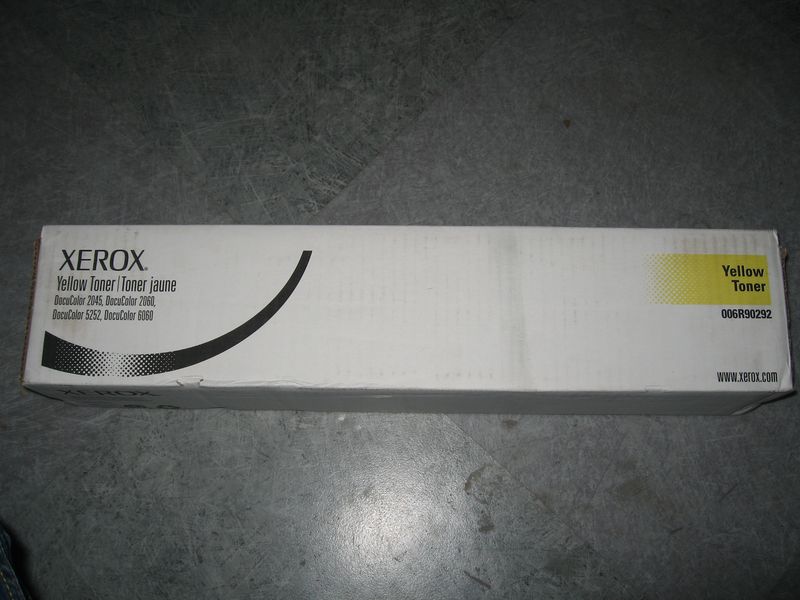 XEROX®
Yellow Toner | Toner jaune
DocuColor 2045, DocuColor 2060,
DocuColor 5252, DocuColor 6060
Yellow
Toner
006R90292
www.xerox.com
XEROX